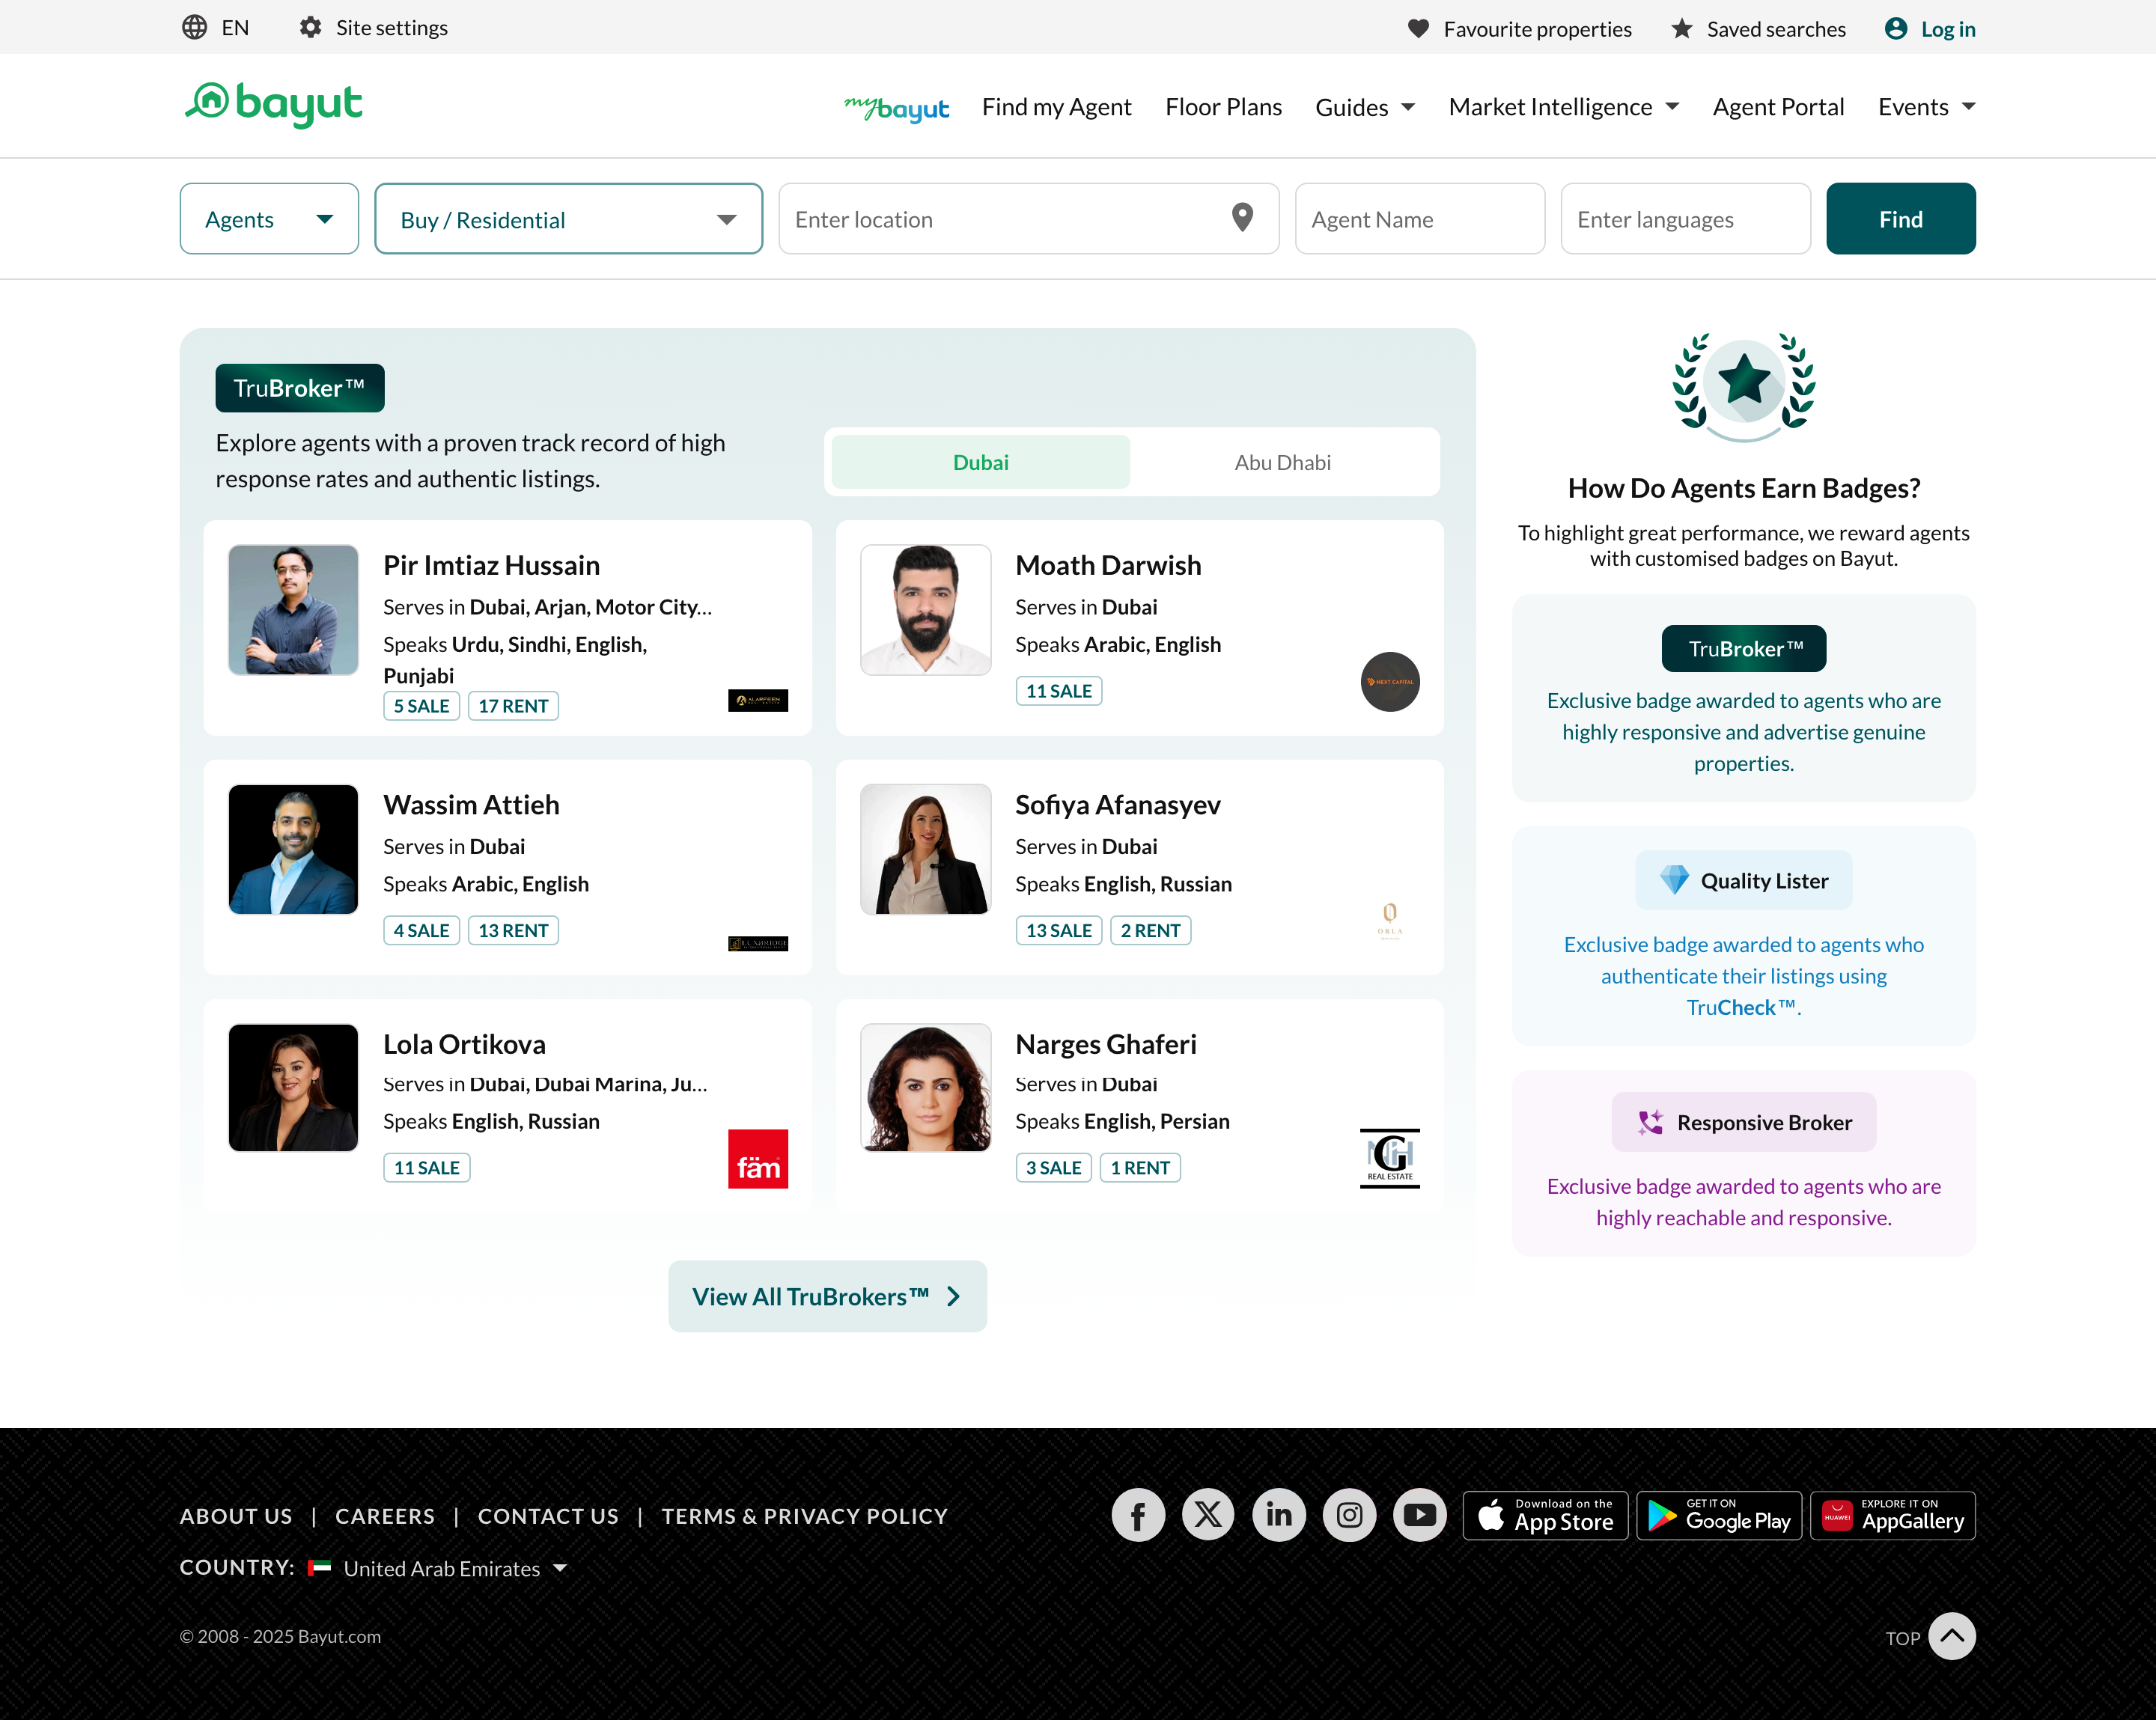 EN
Site settings
Favourite properties
Saved searches
Log in
bayut
mybayut
Find my Agent
Floor Plans
Guides
Market Intelligence
Agent Portal
Events
Agents
Buy / Residential
Enter location
Agent Name
Enter languages
Find
TruBroker™
Explore agents with a proven track record of high
response rates and authentic listings.
Dubai
Abu Dhabi
Pir Imtiaz Hussain
Serves in Dubai, Arjan, Motor City...
Speaks Urdu, Sindhi, English,
Punjabi
5 SALE
17 RENT
Moath Darwish
Serves in Dubai
Speaks Arabic, English
11 SALE
NEXT CAPITAL
Wassim Attieh
Serves in Dubai
Speaks Arabic, English
4 SALE
13 RENT
Sofiya Afanasyev
Serves in Dubai
Speaks English, Russian
13 SALE
2 RENT
ORLA
Lola Ortikova
Serves in Dubai, Dubai Marina, Ju...
Speaks English, Russian
11 SALE
fäm
Narges Ghaferi
Serves in Dubai
Speaks English, Persian
3 SALE
1 RENT
REAL ESTATE
View All TruBrokers™
How Do Agents Earn Badges?
To highlight great performance, we reward agents
with customised badges on Bayut.
TruBroker™
Exclusive badge awarded to agents who are
highly responsive and advertise genuine
properties.
Quality Lister
Exclusive badge awarded to agents who
authenticate their listings using
TruCheck™.
Responsive Broker
Exclusive badge awarded to agents who are
highly reachable and responsive.
ABOUT US | CAREERS | CONTACT US | TERMS & PRIVACY POLICY
Download on the
App Store
GET IT ON
Google Play
HUAWEI
EXPLORE IT ON
AppGallery
COUNTRY: United Arab Emirates
© 2008 - 2025 Bayut.com
TOP